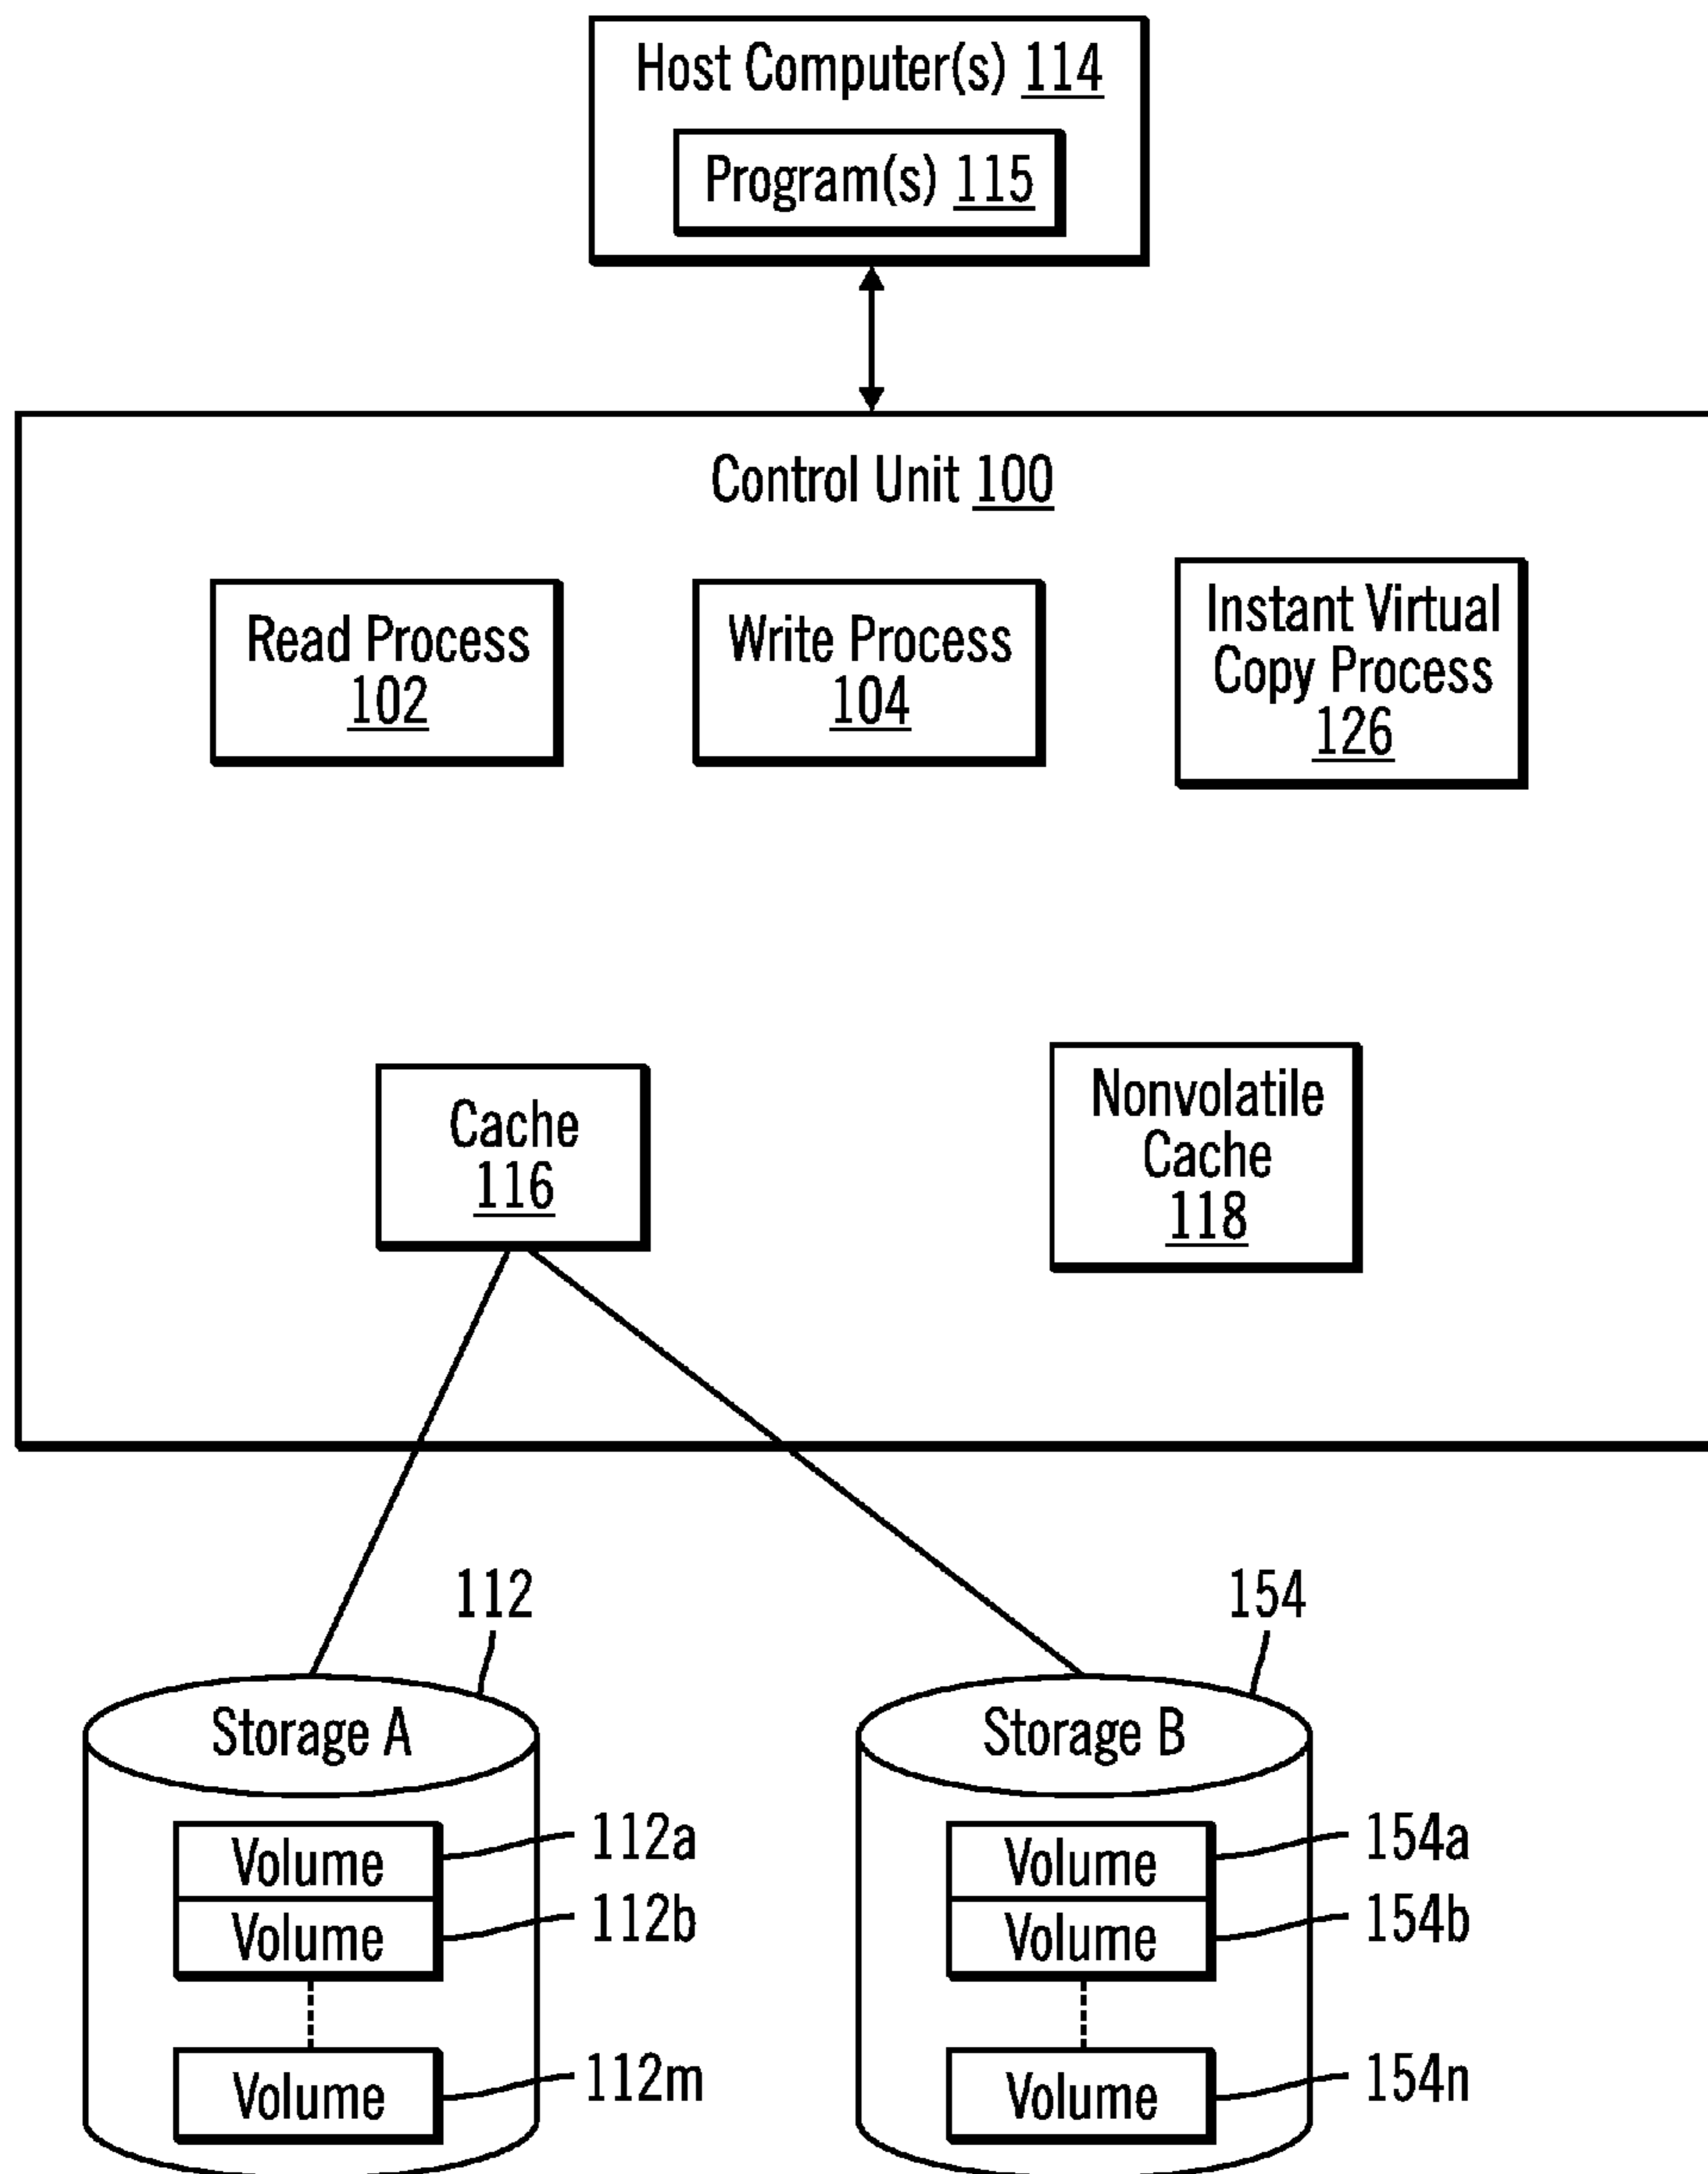 Host Computer(s) 114
Program(s) 115
Control Unit 100
Read Process
102
Write Process
104
Instant Virtual
Copy Process
126
Cache
116
Nonvolatile
Cache
118
112
154
Storage A
Storage B
Volume
112a
Volume
154a
Volume
112b
Volume
154b
Volume
112m
Volume
154n